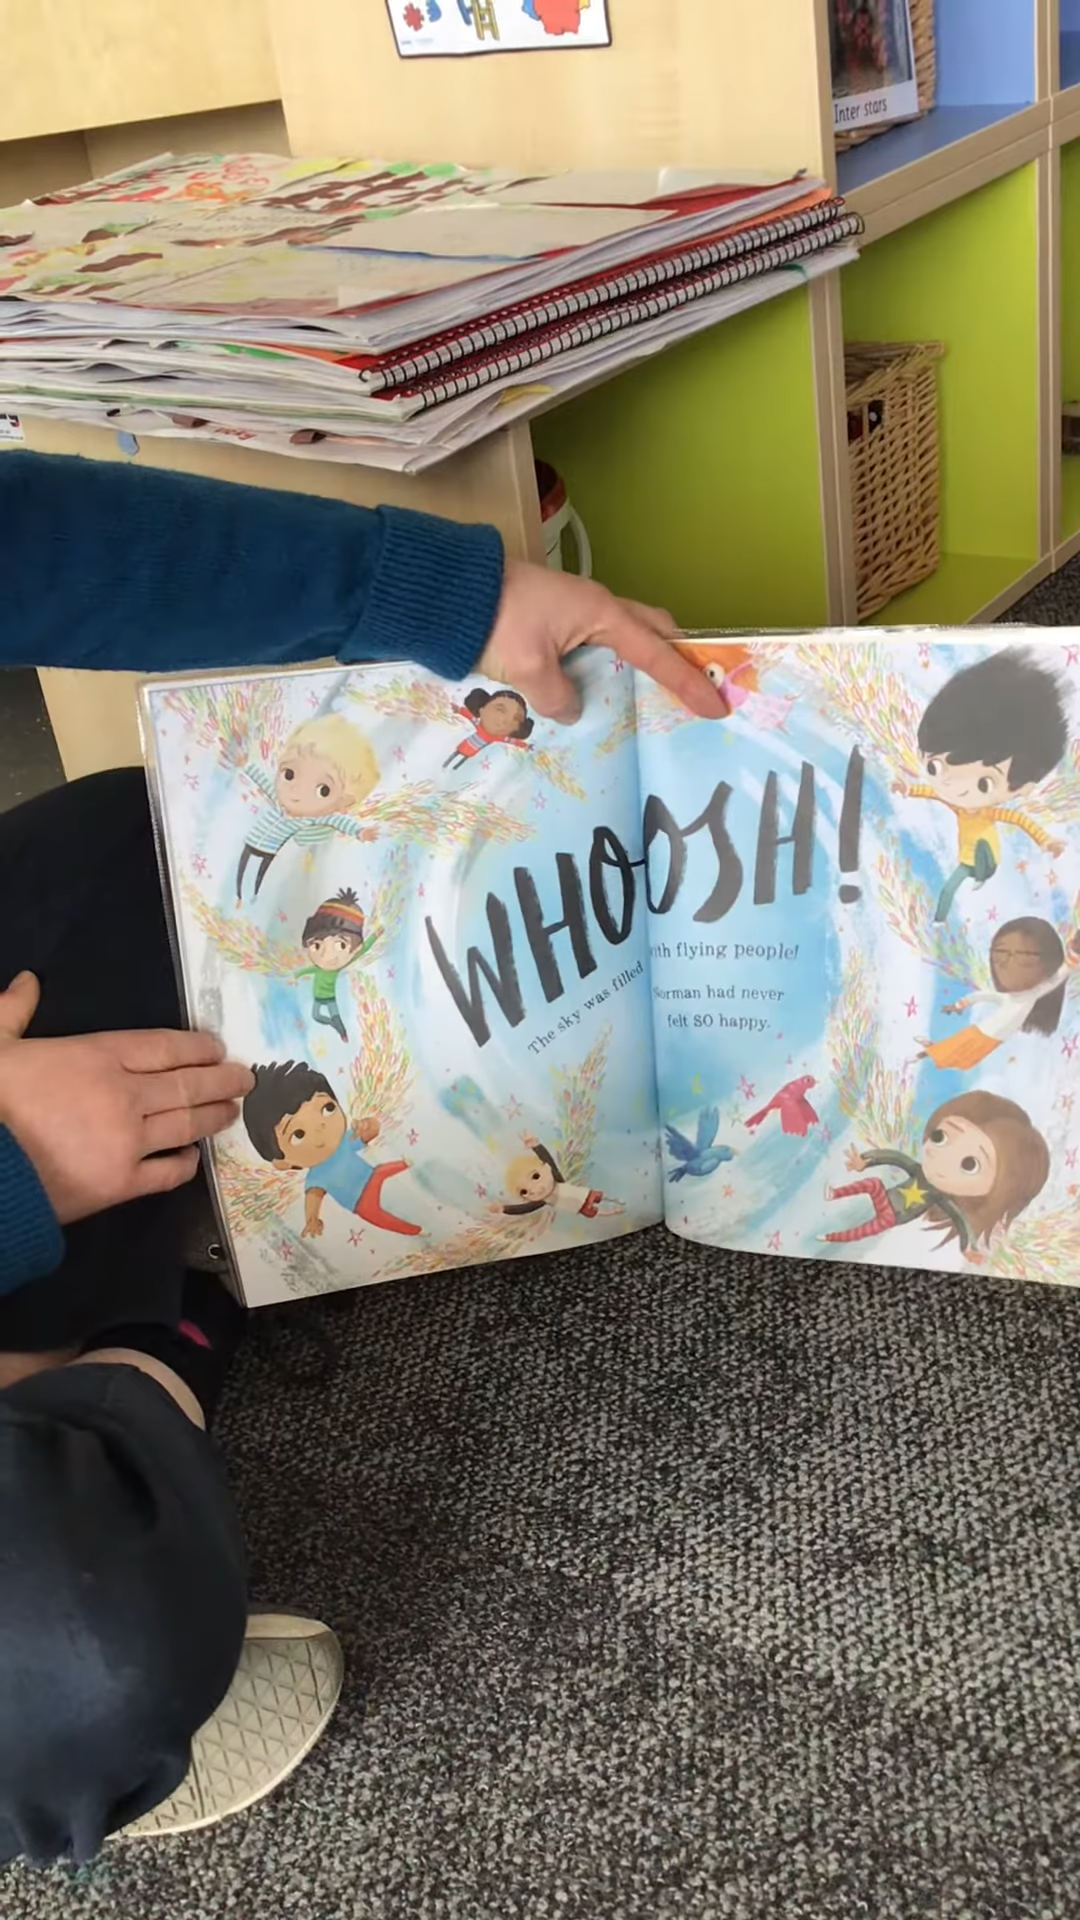 Inter stars
WHOOSH!
The sky was filled with flying people!
Norman had never
felt SO happy.